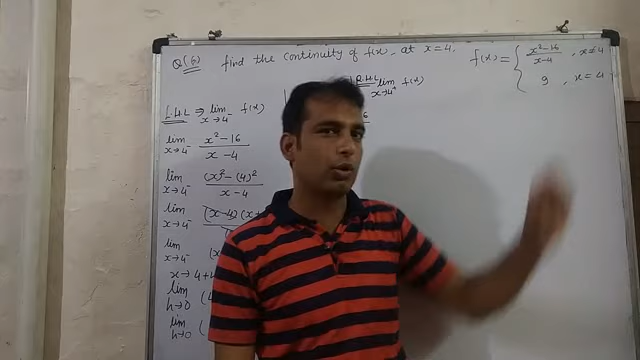 Q(6) find the continuity of f(x), at x=4. f(x) = { x²-16 / x-4 , x≠4
9 , x=4
L.H.L ⇒ lim x→4⁻ f(x)
R.H.L lim x→4⁺ f(x)
lim x→4⁻ x²-16 / x-4
lim x→4⁻ (x)²-(4)² / x-4
lim x→4⁻ (x-4)(x+
lim x→4⁻ (x
x→4+
lim h→0 (4
lim h→0 (